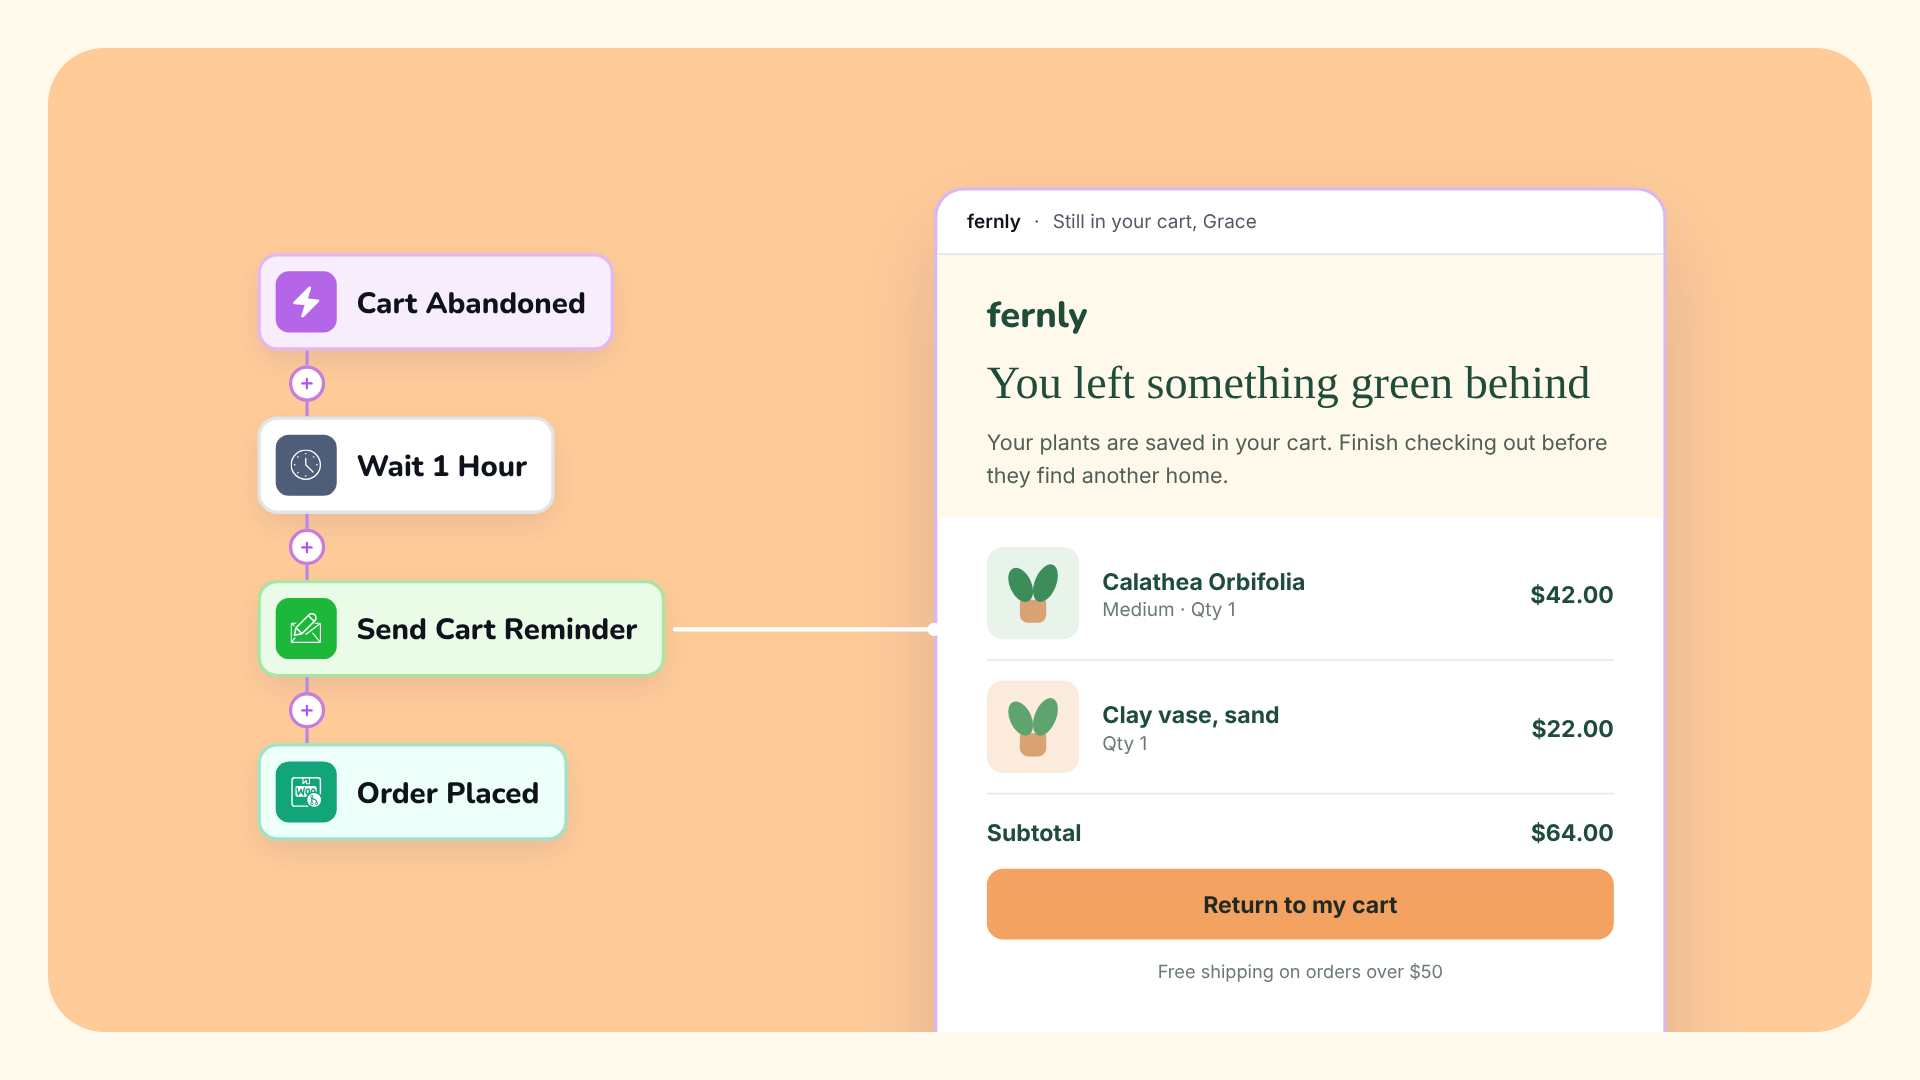 Cart Abandoned
Wait 1 Hour
Send Cart Reminder
Woo
Order Placed
fernly · Still in your cart, Grace
fernly
You left something green behind
Your plants are saved in your cart. Finish checking out before
they find another home.
Calathea Orbifolia
Medium · Qty 1
$42.00
Clay vase, sand
Qty 1
$22.00
Subtotal
$64.00
Return to my cart
Free shipping on orders over $50